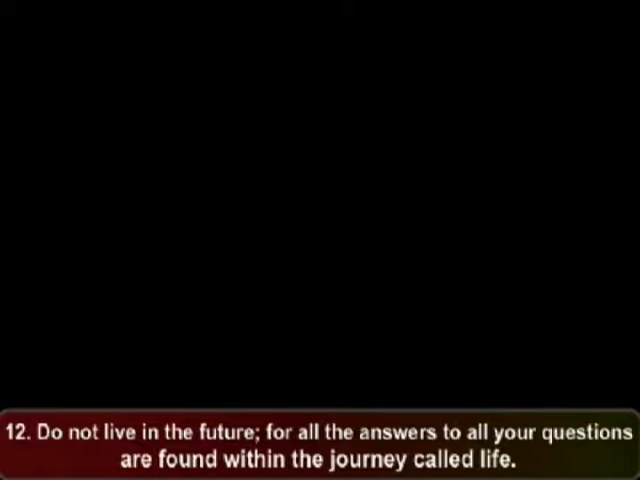 12. Do not live in the future; for all the answers to all your questions
are found within the journey called life.